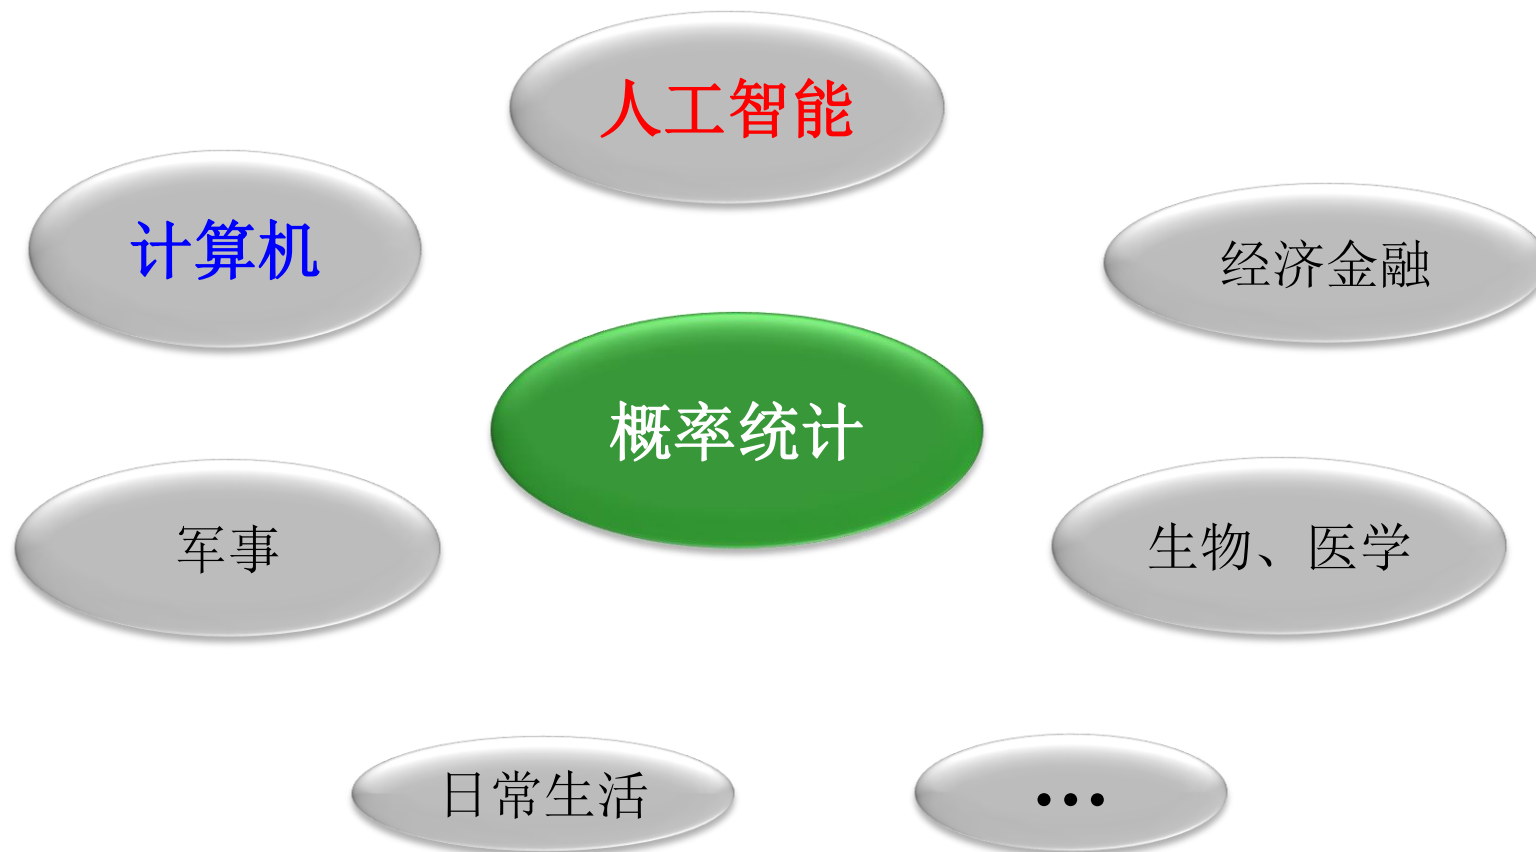 人工智能
计算机
经济金融
概率统计
军事
生物、医学
日常生活
…